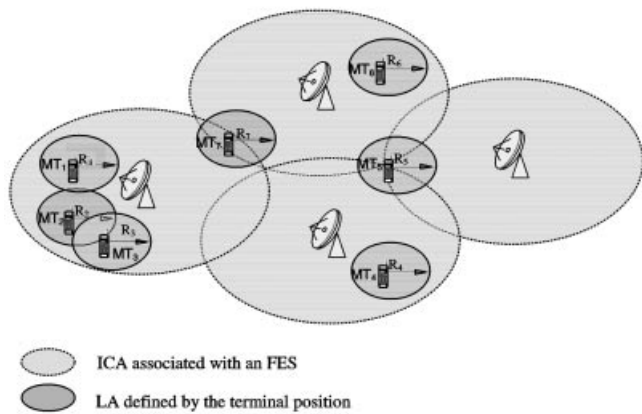 R₆
MT₆
R₇
MT₇
R₁
MT₁
R₅
MT₅
R₂
MT₂
R₃
MT₃
R₄
MT₄
ICA associated with an FES
LA defined by the terminal position